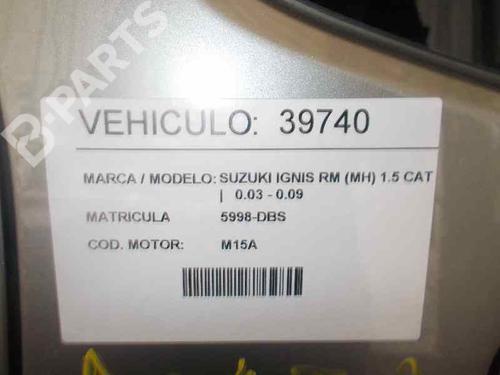 B-PARTS
VEHICULO: 39740
MARCA / MODELO: SUZUKI IGNIS RM (MH) 1.5 CAT
| 0.03 - 0.09
MATRICULA 5998-DBS
COD. MOTOR: M15A